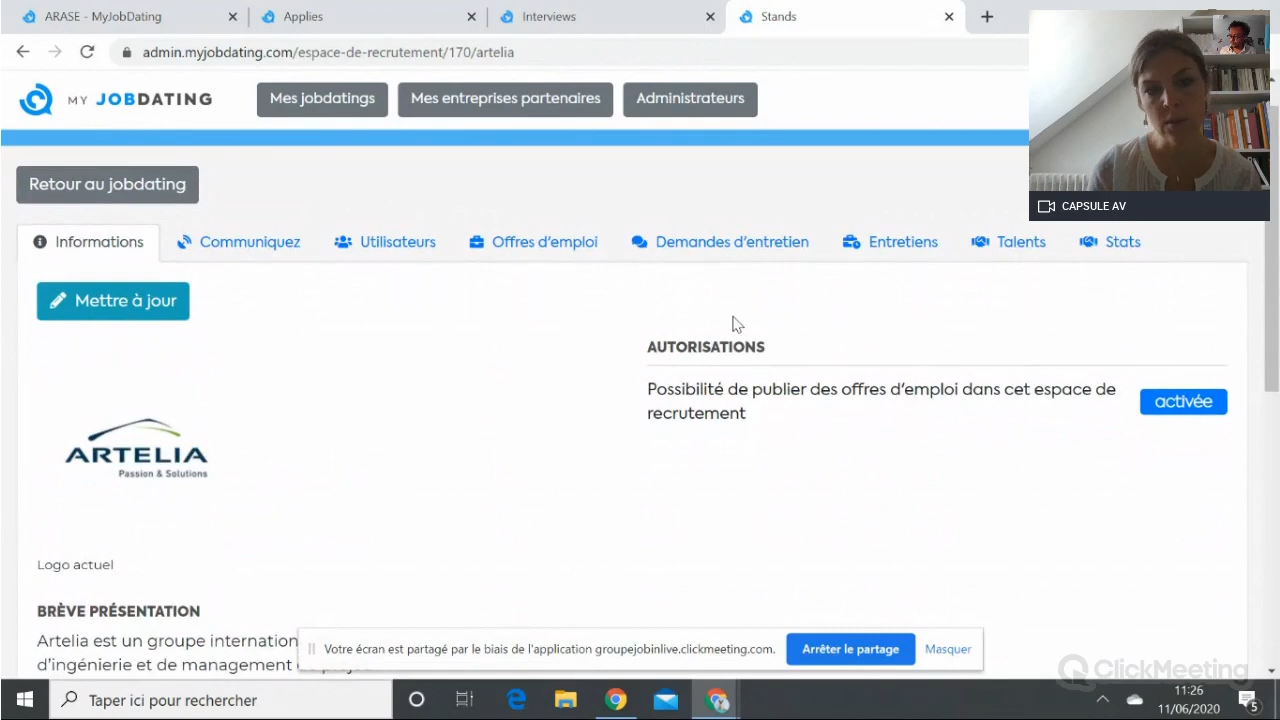 ARASE - MyJobDating
Applies
Interviews
Stands
admin.myjobdating.com/espace-de-recrutement/170/artelia
MY JOBDATING
Mes jobdatings
Mes entreprises partenaires
Administrateurs
CAPSULE AV
Retour au jobdating
Informations
Communiquez
Utilisateurs
Offres d'emploi
Demandes d'entretien
Entretiens
Talents
Stats
Mettre à jour
AUTORISATIONS
Possibilité de publier des offres d'emploi dans cet espace de
recrutement
activée
ARTELIA
Passion & Solutions
Logo actuel
BRÈVE PRÉSENTATION
Artelia est un groupe internation
d'ingénierie et de management
Votre écran est partagé par le biais de l'application groupejobinlive.clickmeeting.com.
Arrêter le partage
Masquer
ClickMeeting
Taper ici pour rechercher
11:26
11/06/2020
5